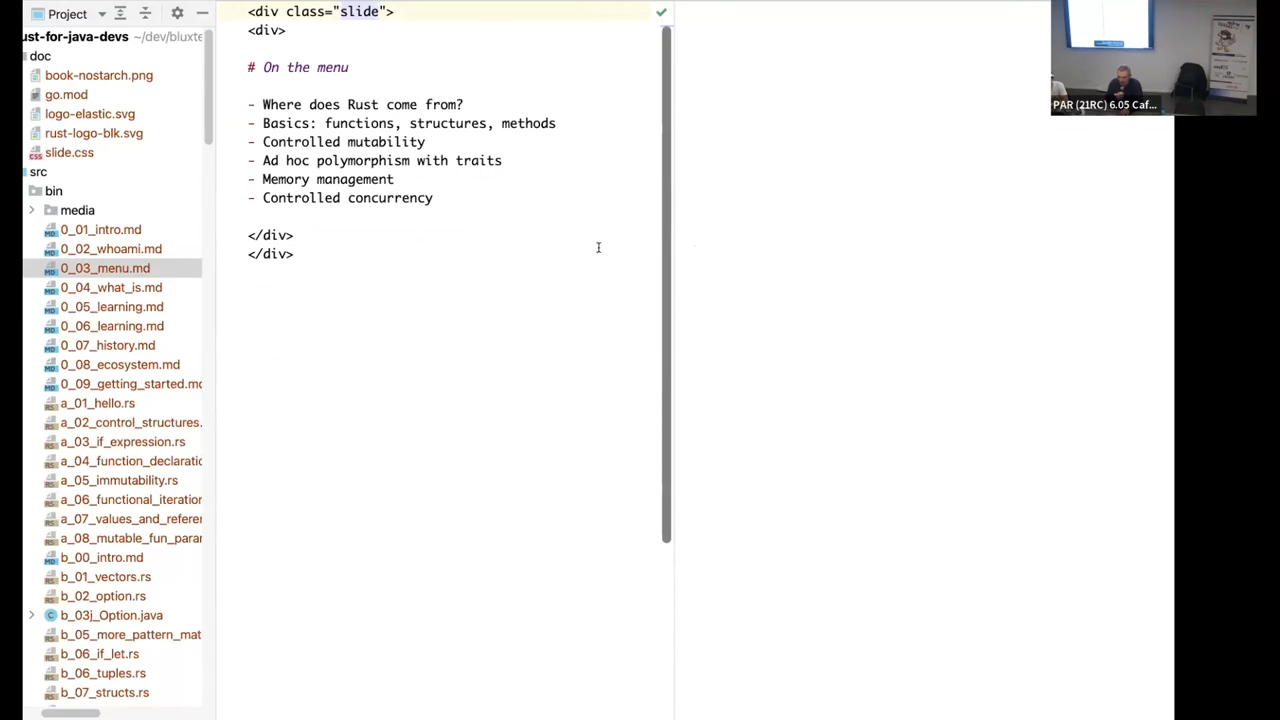 Project
ust-for-java-devs ~/dev/bluxte
doc
book-nostarch.png
go.mod
logo-elastic.svg
rust-logo-blk.svg
slide.css
src
bin
media
0_01_intro.md
0_02_whoami.md
0_03_menu.md
0_04_what_is.md
0_05_learning.md
0_06_learning.md
0_07_history.md
0_08_ecosystem.md
0_09_getting_started.md
a_01_hello.rs
a_02_control_structures.
a_03_if_expression.rs
a_04_function_declaratio
a_05_immutability.rs
a_06_functional_iteration
a_07_values_and_referen
a_08_mutable_fun_paran
b_00_intro.md
b_01_vectors.rs
b_02_option.rs
b_03j_Option.java
b_05_more_pattern_mat
b_06_if_let.rs
b_06_tuples.rs
b_07_structs.rs
<div class="slide">
<div>
# On the menu
- Where does Rust come from?
- Basics: functions, structures, methods
- Controlled mutability
- Ad hoc polymorphism with traits
- Memory management
- Controlled concurrency
</div>
</div>
PAR (21RC) 6.05 Caf...